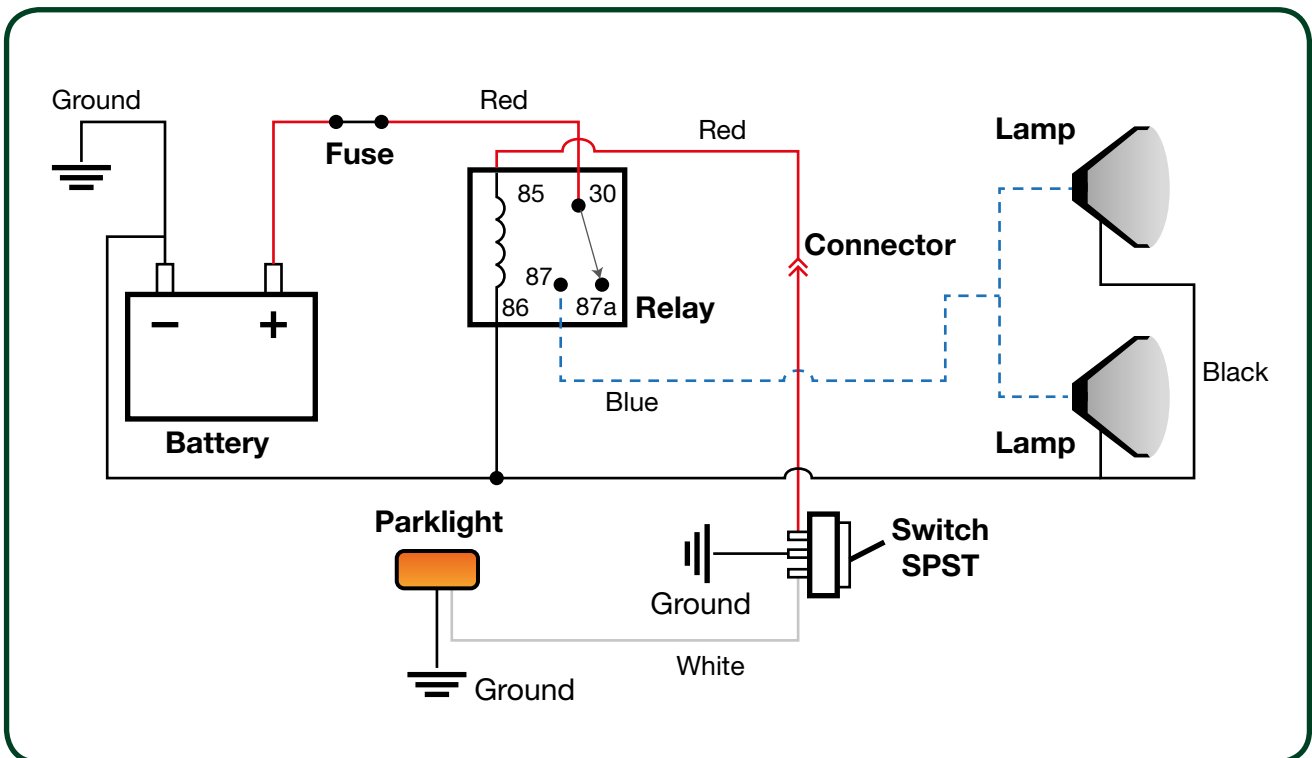 Ground
Red
Fuse
Red
Lamp
85
30
Connector
87
86
87a
Relay
−
+
Battery
Blue
Black
Lamp
Parklight
Switch
SPST
Ground
White
Ground